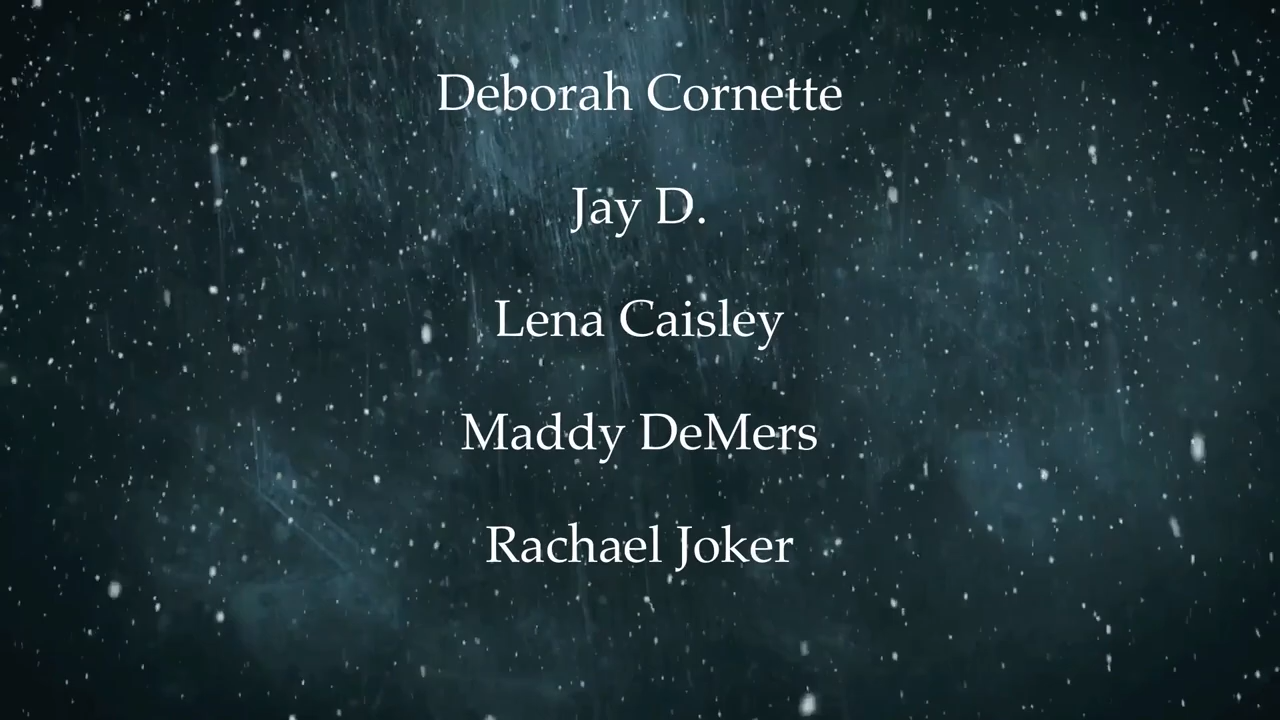 Deborah Cornette
Jay D.
Lena Caisley
Maddy DeMers
Rachael Joker